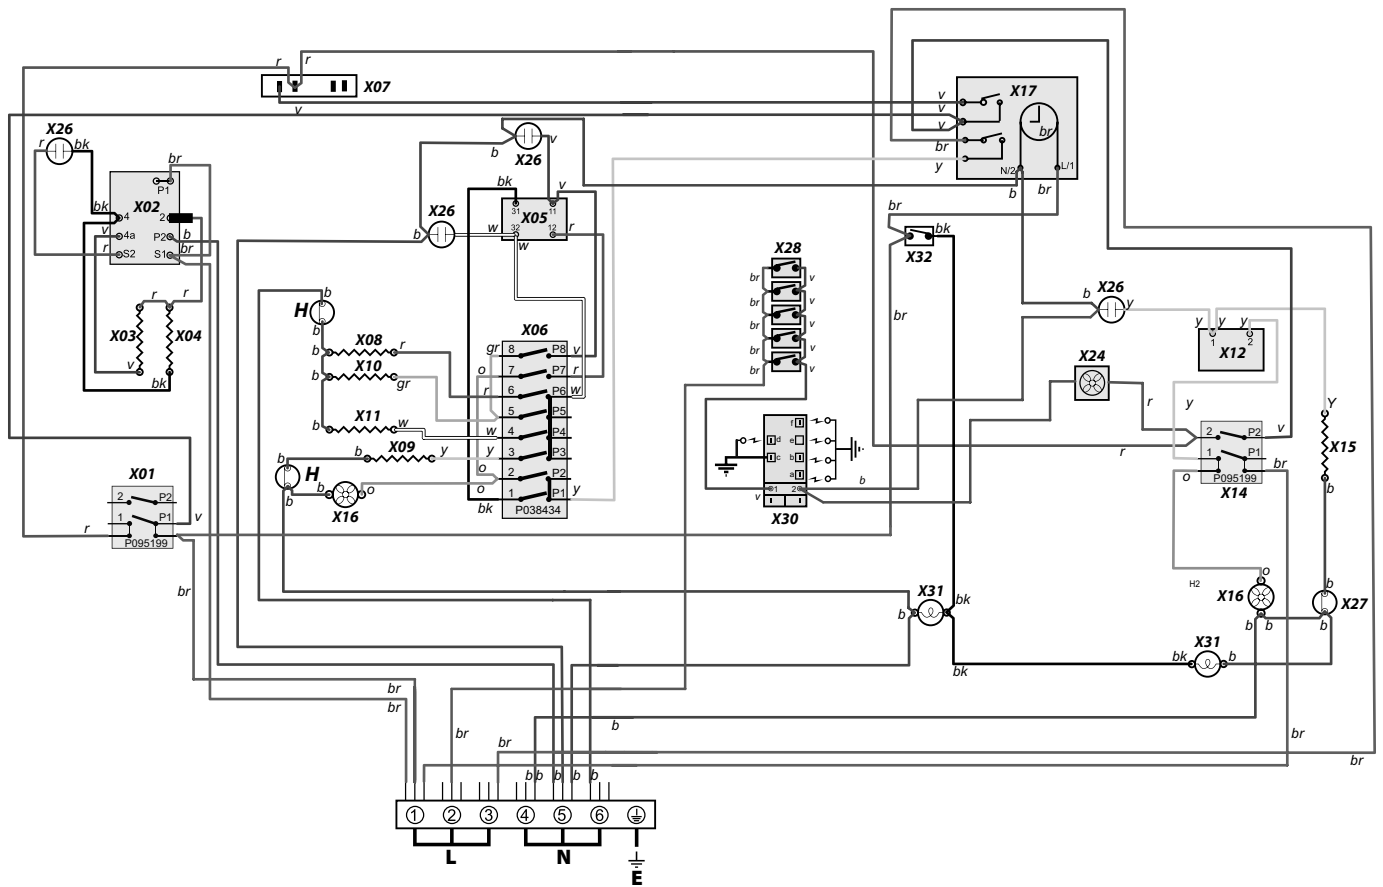 r
r
X07
v
X26
r
bk
br
P1
bk
X02
4
2
v
4a
P2
b
r
S2
S1
br
r
r
X03
X04
v
bk
X01
2
P2
1
P1
v
r
P095199
br
X26
b
v
bk
v
31
11
X05
X26
w
32
12
r
b
w
b
H
b
X08
b
r
X10
b
gr
X11
b
w
w
X09
b
b
y
y
H
b
b
o
X16
X06
gr
8
P8
v
o
7
P7
r
r
6
P6
w
5
P5
4
P4
3
P3
o
2
P2
o
1
P1
y
bk
P038434
X17
v
v
v
br
br
y
N/2
L/1
b
br
br
bk
X32
br
X28
br
v
br
v
br
v
br
v
br
v
f
d
e
c
b
a
1
2
v
b
X30
X26
b
y
y
y
y
1
2
X12
X24
r
y
r
2
P2
v
1
P1
br
o
P095199
X14
Y
X15
b
H2
o
X16
b
b
b
X27
b
X31
b
bk
bk
X31
bk
b
br
br
br
br
b
br
br
b
b
b
b
b
1
2
3
4
5
6
L
N
E